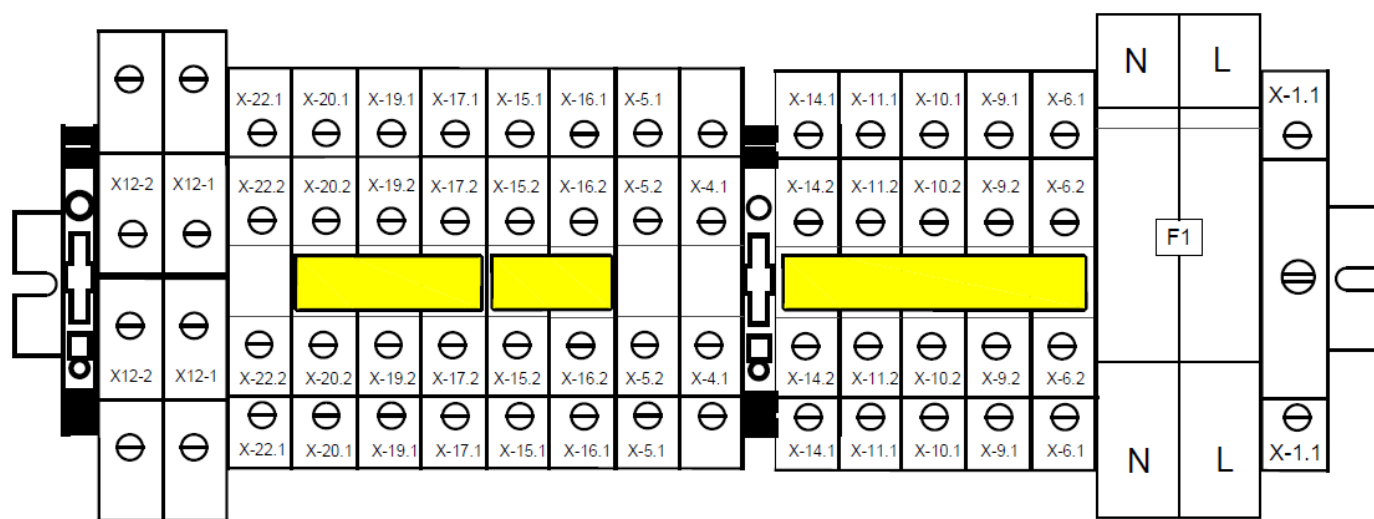 N L
X-22.1 X-20.1 X-19.1 X-17.1 X-15.1 X-16.1 X-5.1 X-14.1 X-11.1 X-10.1 X-9.1 X-6.1 X-1.1
X12-2 X12-1 X-22.2 X-20.2 X-19.2 X-17.2 X-15.2 X-16.2 X-5.2 X-4.1 X-14.2 X-11.2 X-10.2 X-9.2 X-6.2
F1
X12-2 X12-1 X-22.2 X-20.2 X-19.2 X-17.2 X-15.2 X-16.2 X-5.2 X-4.1 X-14.2 X-11.2 X-10.2 X-9.2 X-6.2
X-22.1 X-20.1 X-19.1 X-17.1 X-15.1 X-16.1 X-5.1 X-14.1 X-11.1 X-10.1 X-9.1 X-6.1 N L X-1.1